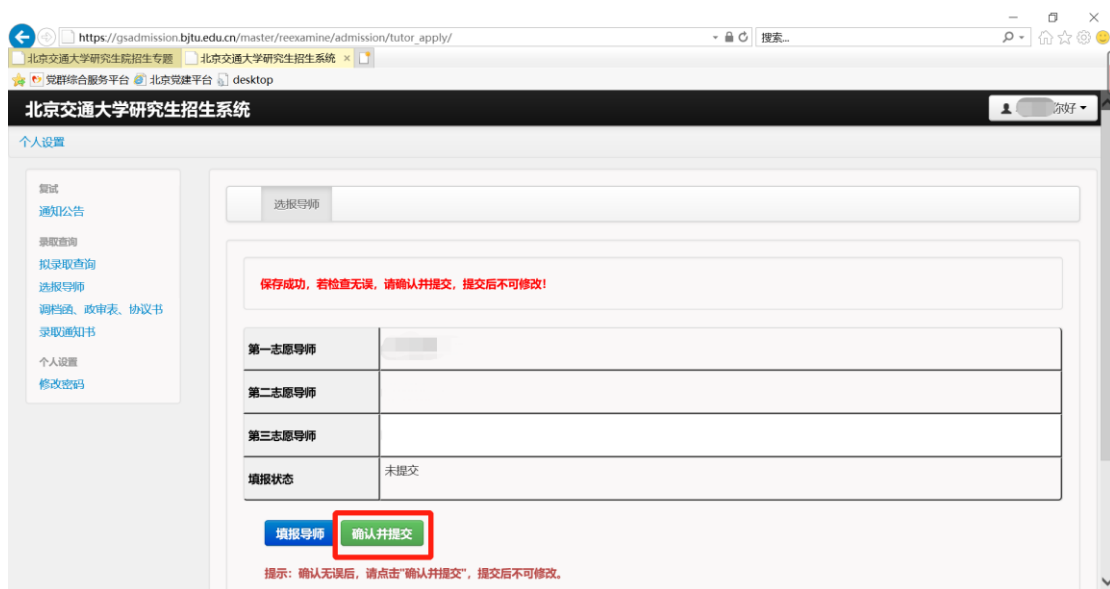 https://gsadmission.bjtu.edu.cn/master/reexamine/admission/tutor_apply/
搜索...
北京交通大学研究生院招生专题
北京交通大学研究生招生系统 ×
党群综合服务平台 北京党建平台 desktop
北京交通大学研究生招生系统
你好
个人设置
复试
通知公告
录取查询
拟录取查询
选报导师
调档函、政审表、协议书
录取通知书
个人设置
修改密码
选报导师
保存成功，若检查无误，请确认并提交，提交后不可修改！
第一志愿导师
第二志愿导师
第三志愿导师
填报状态 未提交
填报导师 确认并提交
提示：确认无误后，请点击"确认并提交"，提交后不可修改。